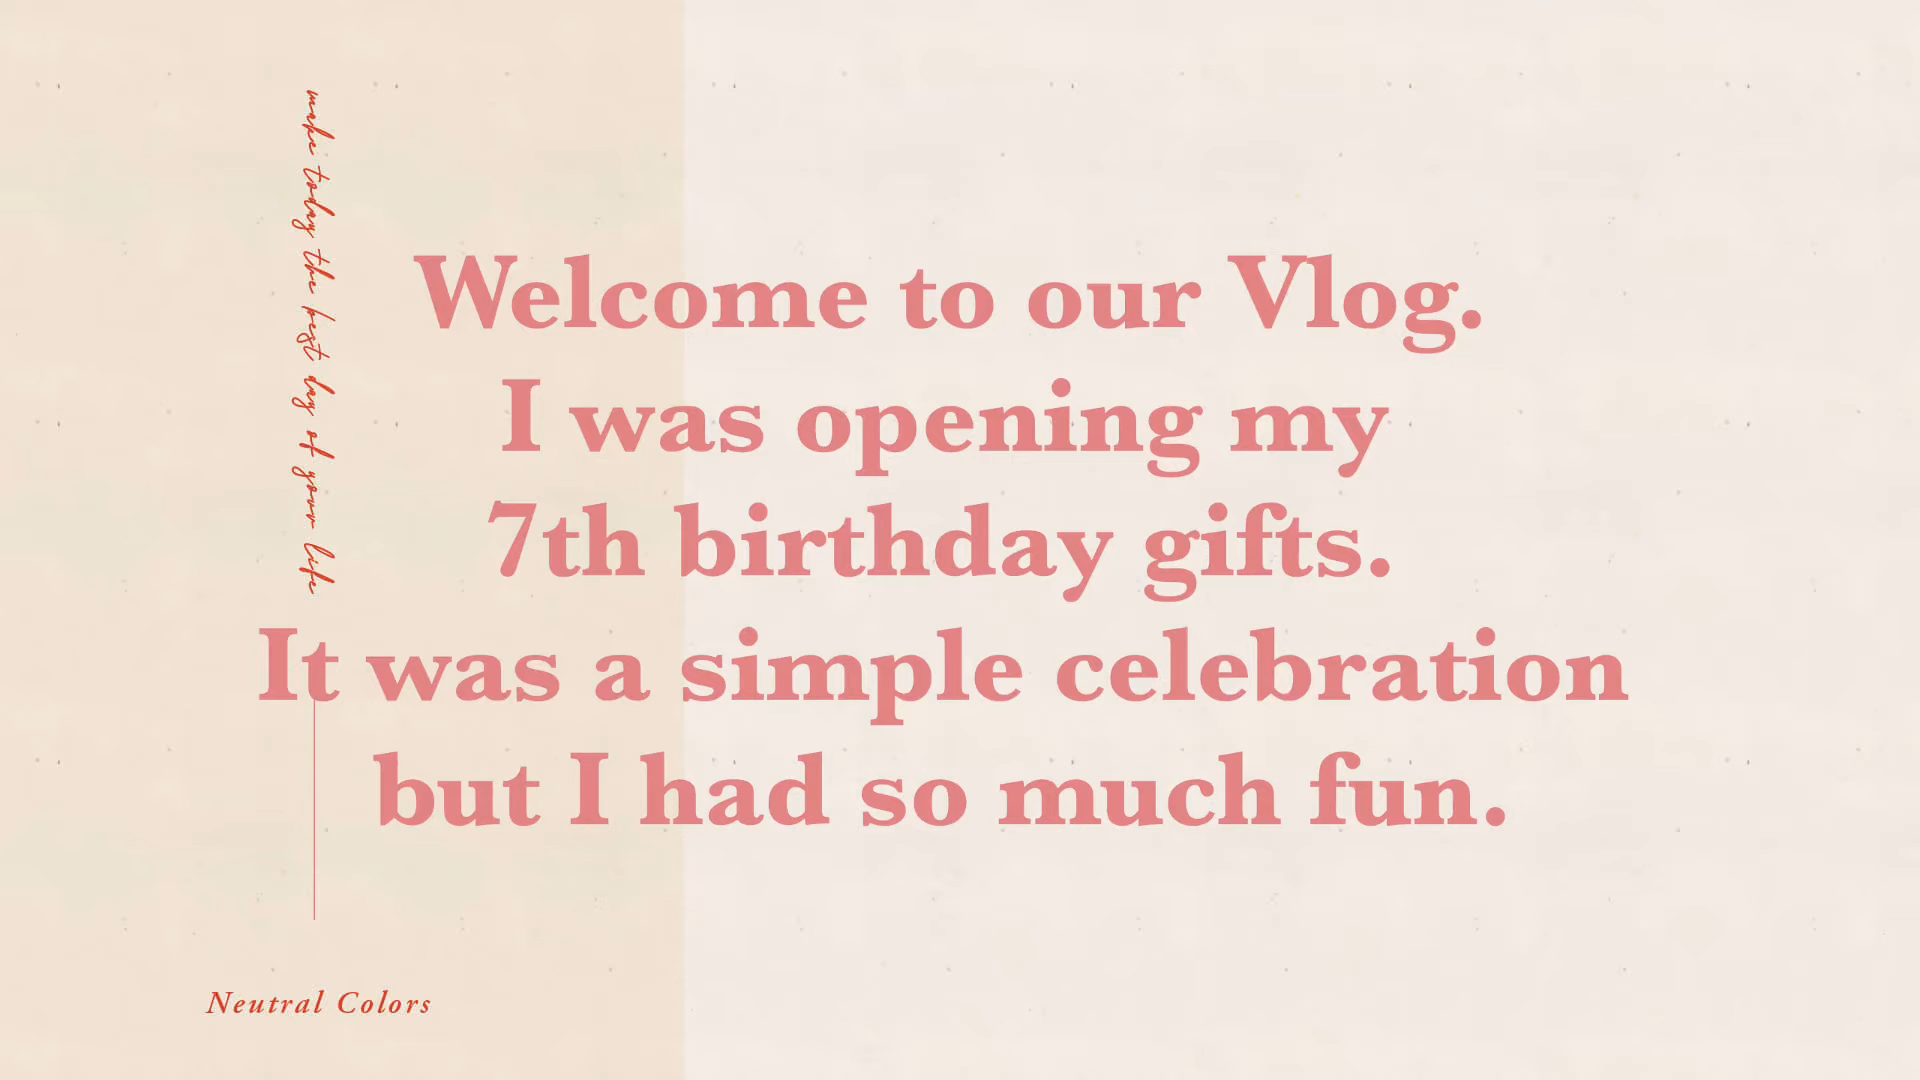 make today the best day of your life
Welcome to our Vlog.
I was opening my
7th birthday gifts.
It was a simple celebration
but I had so much fun.
Neutral Colors